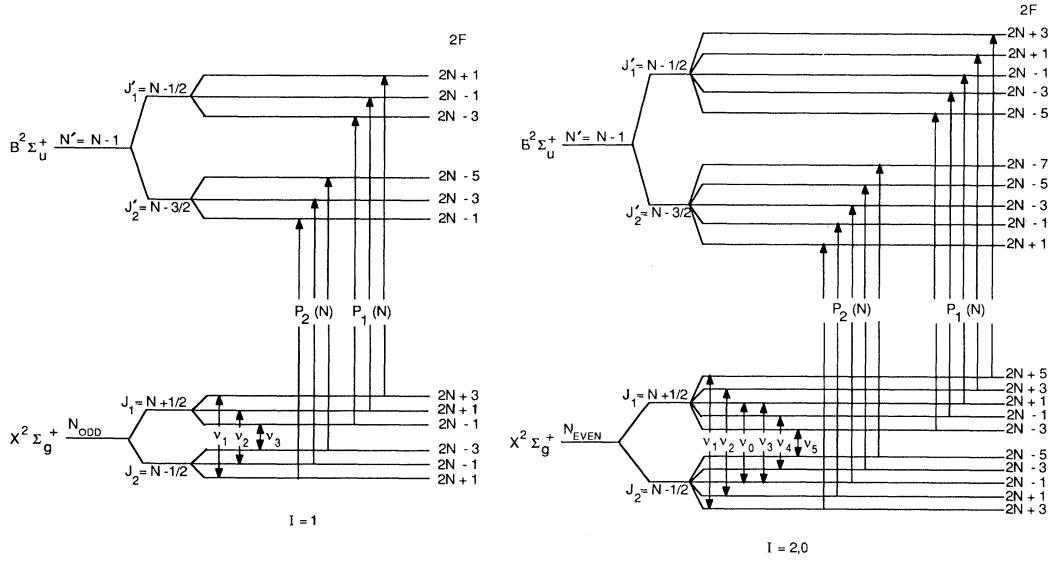 2F
2N + 1
J′₁ = N - 1/2
2N - 1
2N - 3
B²Σᵤ⁺ N′ = N - 1
2N - 5
2N - 3
J′₂ = N - 3/2
2N - 1
P₂ (N) P₁ (N)
2N + 3
J₁ = N + 1/2
2N + 1
2N - 1
X²Σg⁺ N_ODD
ν₁ ν₂ ν₃
2N - 3
J₂ = N - 1/2
2N - 1
2N + 1
I = 1
2F
2N + 3
2N + 1
J′₁ = N - 1/2
2N - 1
2N - 3
2N - 5
B²Σᵤ⁺ N′ = N - 1
2N - 7
2N - 5
2N - 3
J′₂ = N - 3/2
2N - 1
2N + 1
P₂ (N) P₁ (N)
2N + 5
2N + 3
J₁ = N + 1/2
2N + 1
2N - 1
2N - 3
X²Σg⁺ N_EVEN
ν₁ ν₂ ν₀ ν₃ ν₄ ν₅
2N - 5
2N - 3
J₂ = N - 1/2
2N - 1
2N + 1
2N + 3
I = 2,0